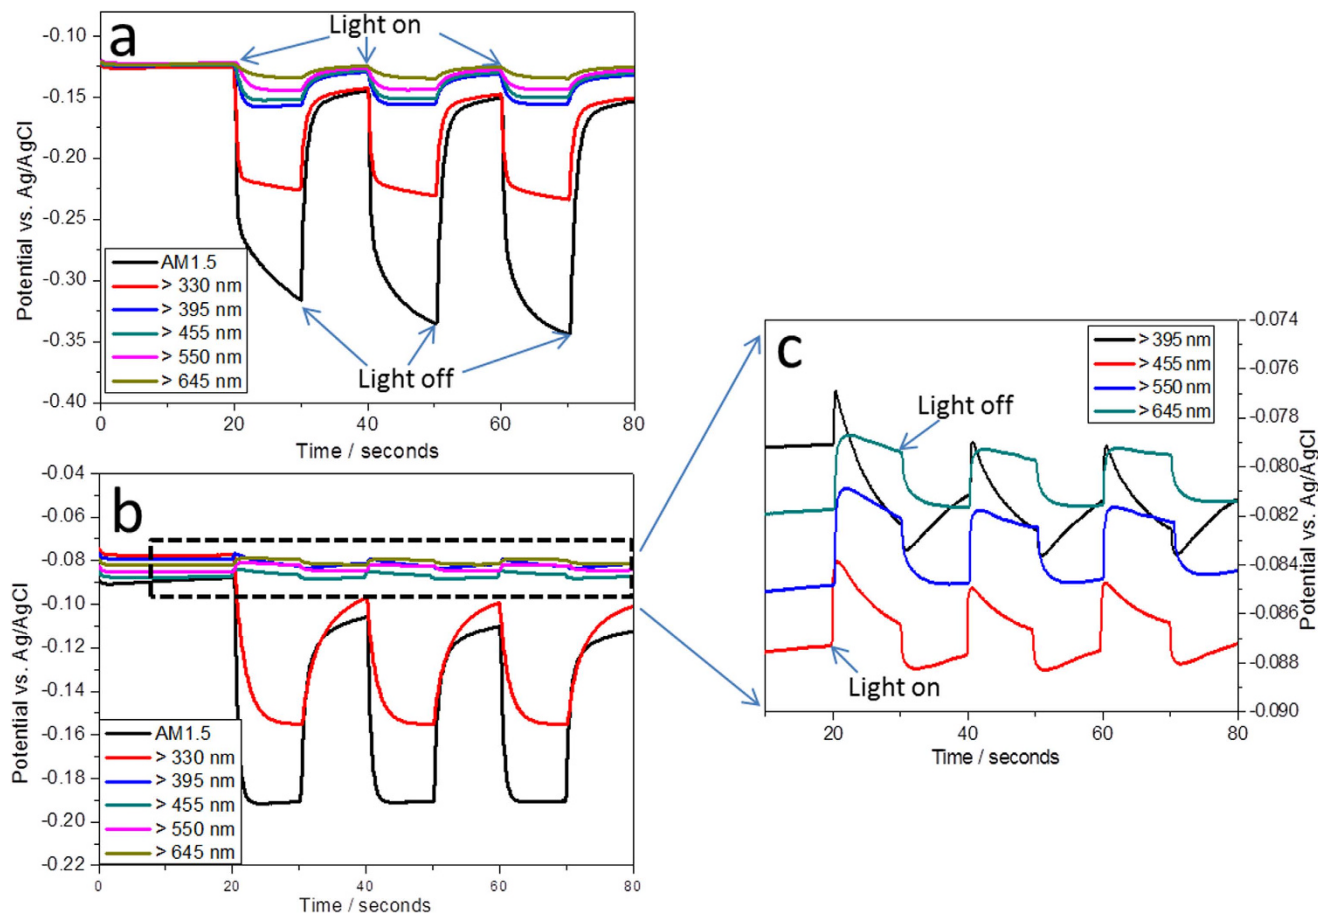 a
Light on
-0.10
-0.15
-0.20
-0.25
-0.30
-0.35
-0.40
Potential vs. Ag/AgCl
AM1.5
> 330 nm
> 395 nm
> 455 nm
> 550 nm
> 645 nm
Light off
0 20 40 60 80
Time / seconds
b
-0.04
-0.06
-0.08
-0.10
-0.12
-0.14
-0.16
-0.18
-0.20
-0.22
Potential vs. Ag/AgCl
AM1.5
> 330 nm
> 395 nm
> 455 nm
> 550 nm
> 645 nm
0 20 40 60 80
Time / seconds
c
> 395 nm
> 455 nm
> 550 nm
> 645 nm
Light off
Light on
-0.074
-0.076
-0.078
-0.080
-0.082
-0.084
-0.086
-0.088
-0.090
Potential vs. Ag/AgCl
20 40 60 80
Time / seconds